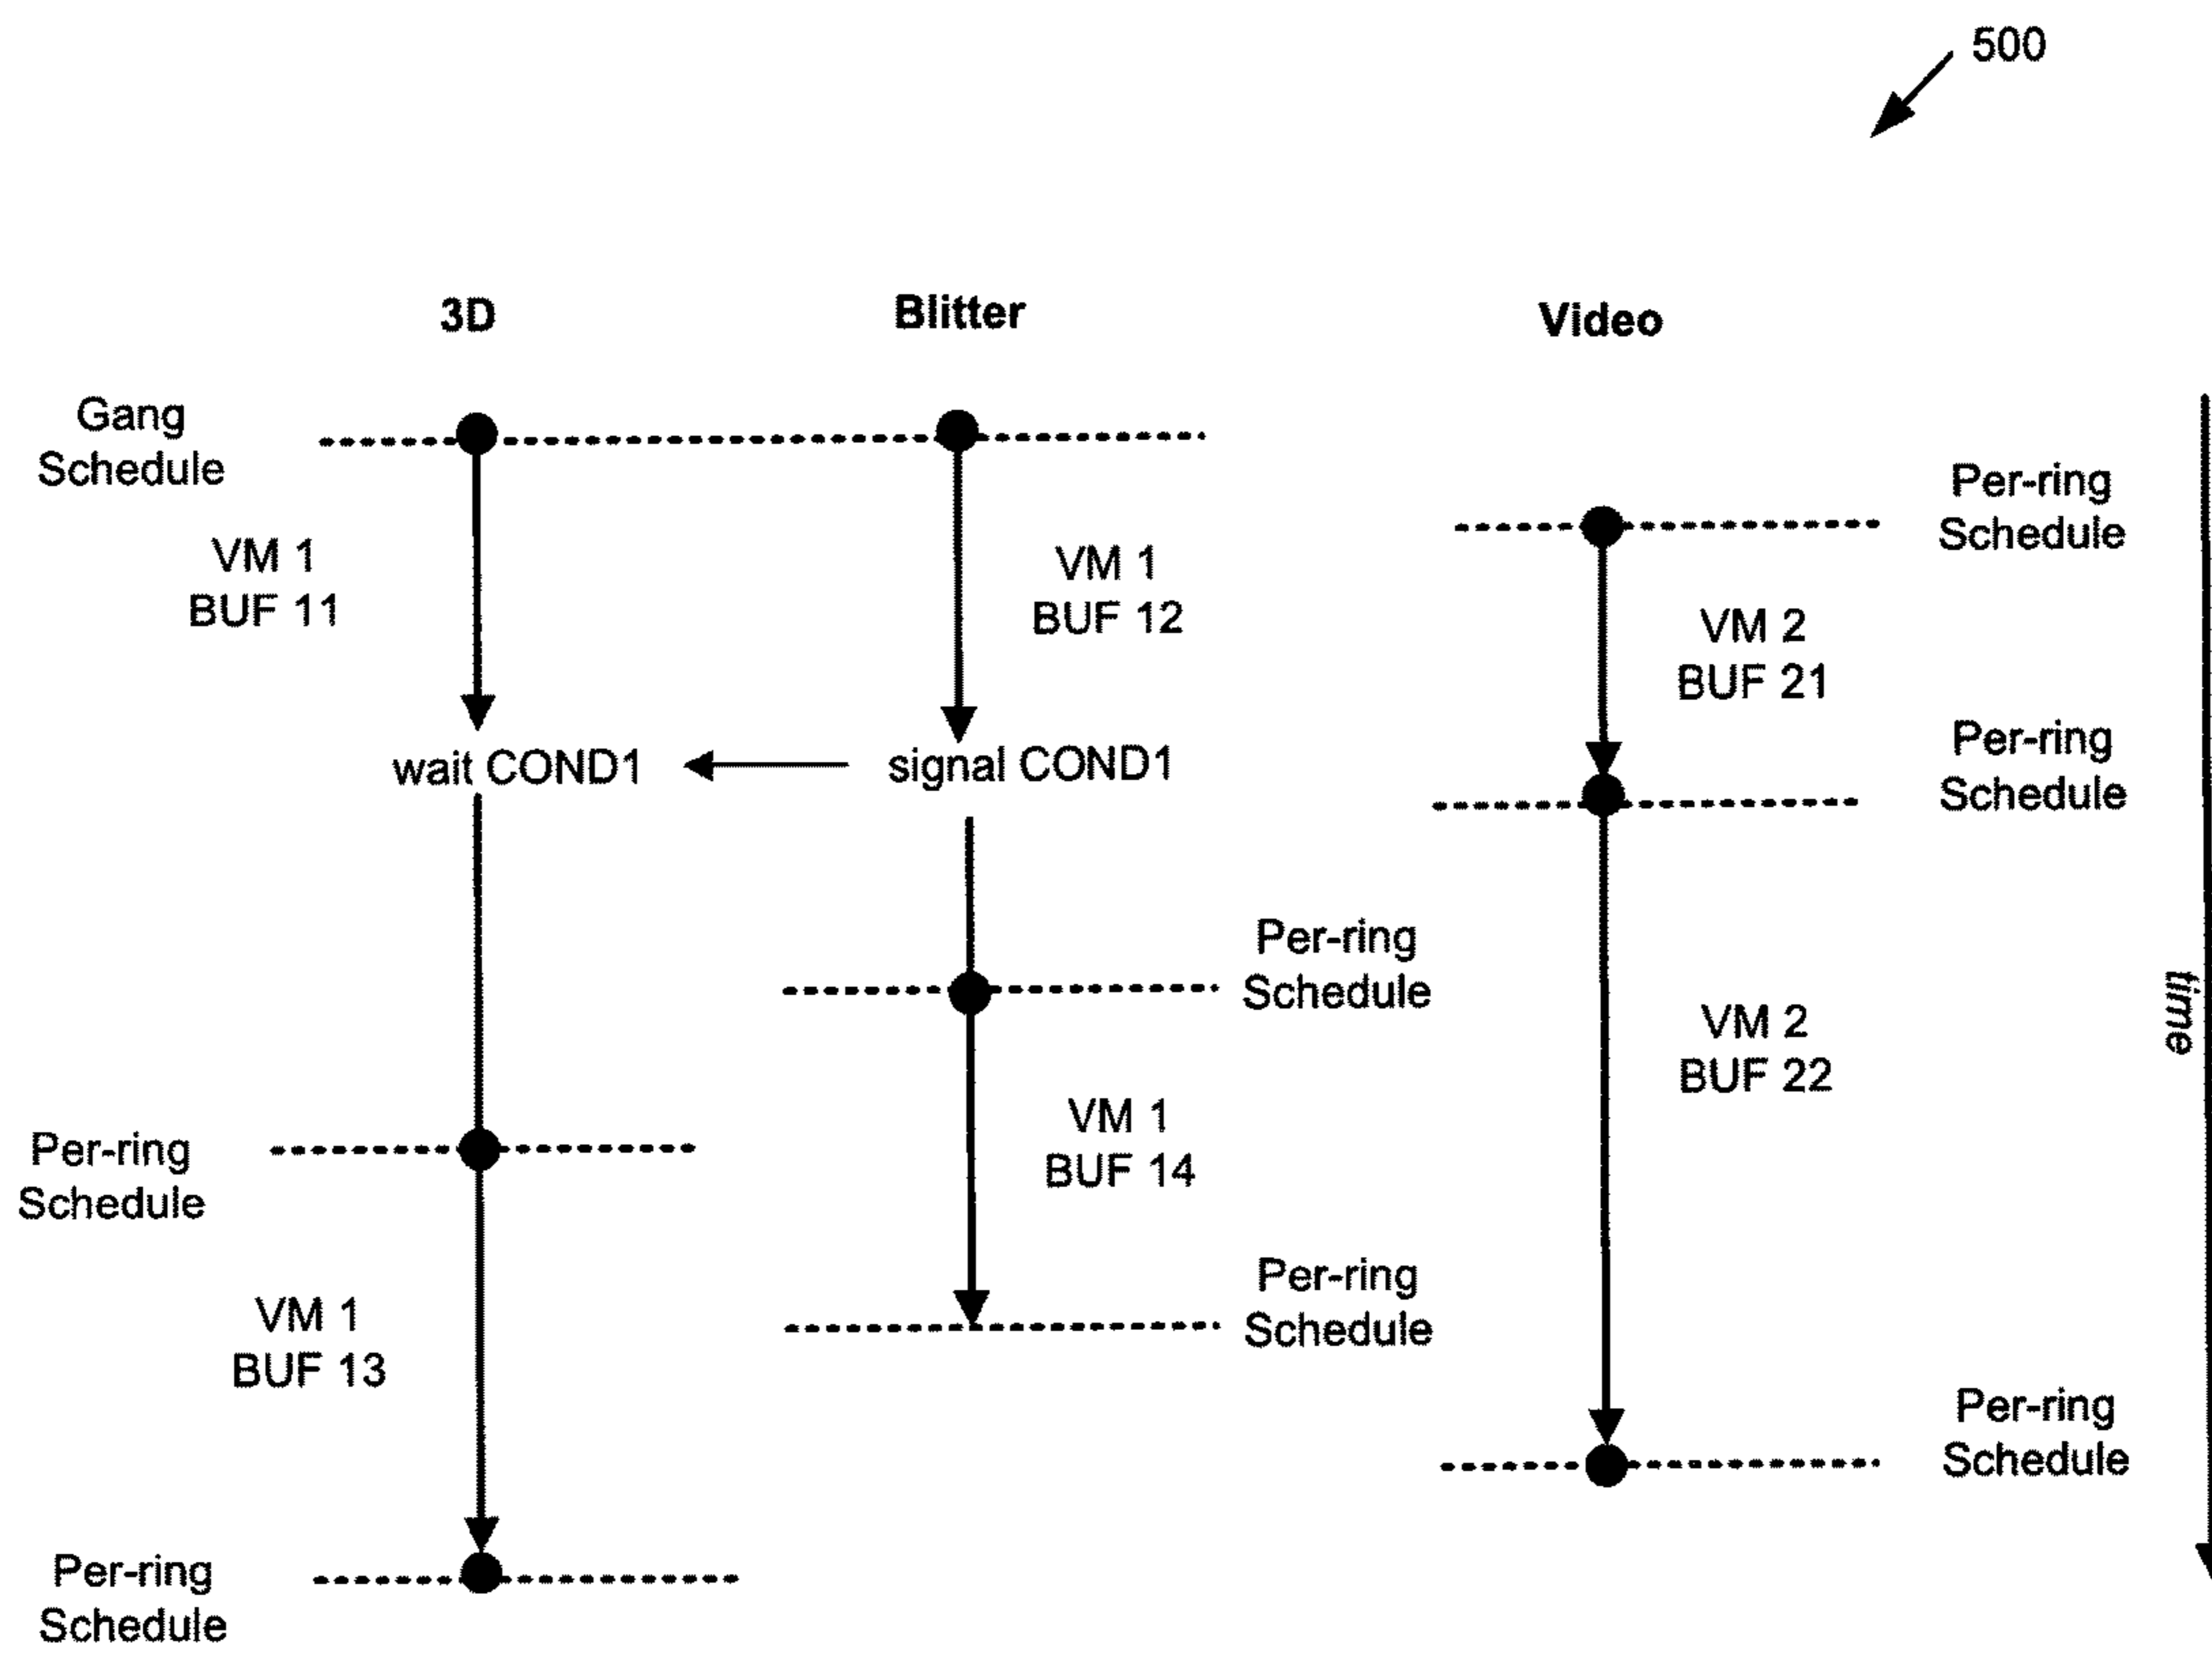 500
3D
Blitter
Video
Gang
Schedule
Per-ring
Schedule
VM 1
BUF 11
VM 1
BUF 12
VM 2
BUF 21
Per-ring
Schedule
wait COND1
signal COND1
Per-ring
Schedule
time
VM 2
BUF 22
VM 1
BUF 14
Per-ring
Schedule
Per-ring
Schedule
VM 1
BUF 13
Per-ring
Schedule
Per-ring
Schedule